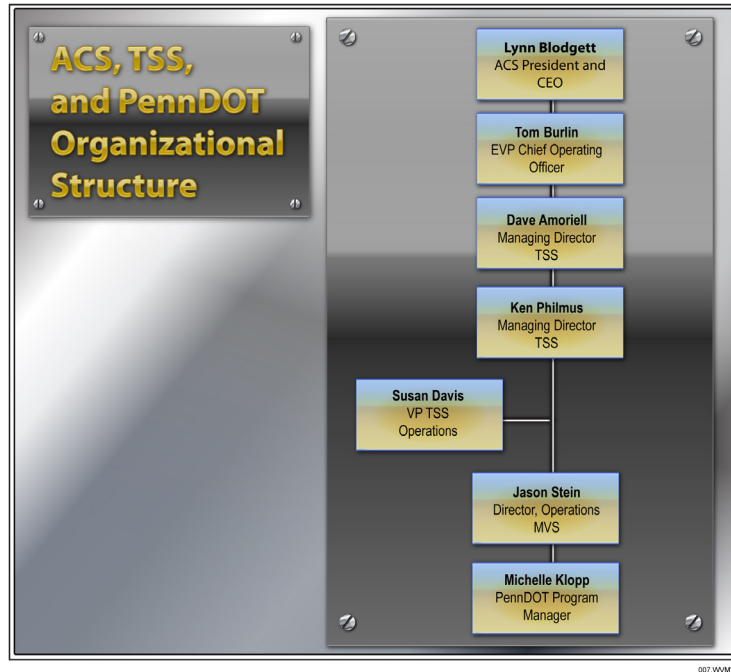 ACS, TSS,
and PennDOT
Organizational
Structure
Lynn Blodgett
ACS President and
CEO
Tom Burlin
EVP Chief Operating
Officer
Dave Amoriell
Managing Director
TSS
Ken Philmus
Managing Director
TSS
Susan Davis
VP TSS
Operations
Jason Stein
Director, Operations
MVS
Michelle Klopp
PennDOT Program
Manager